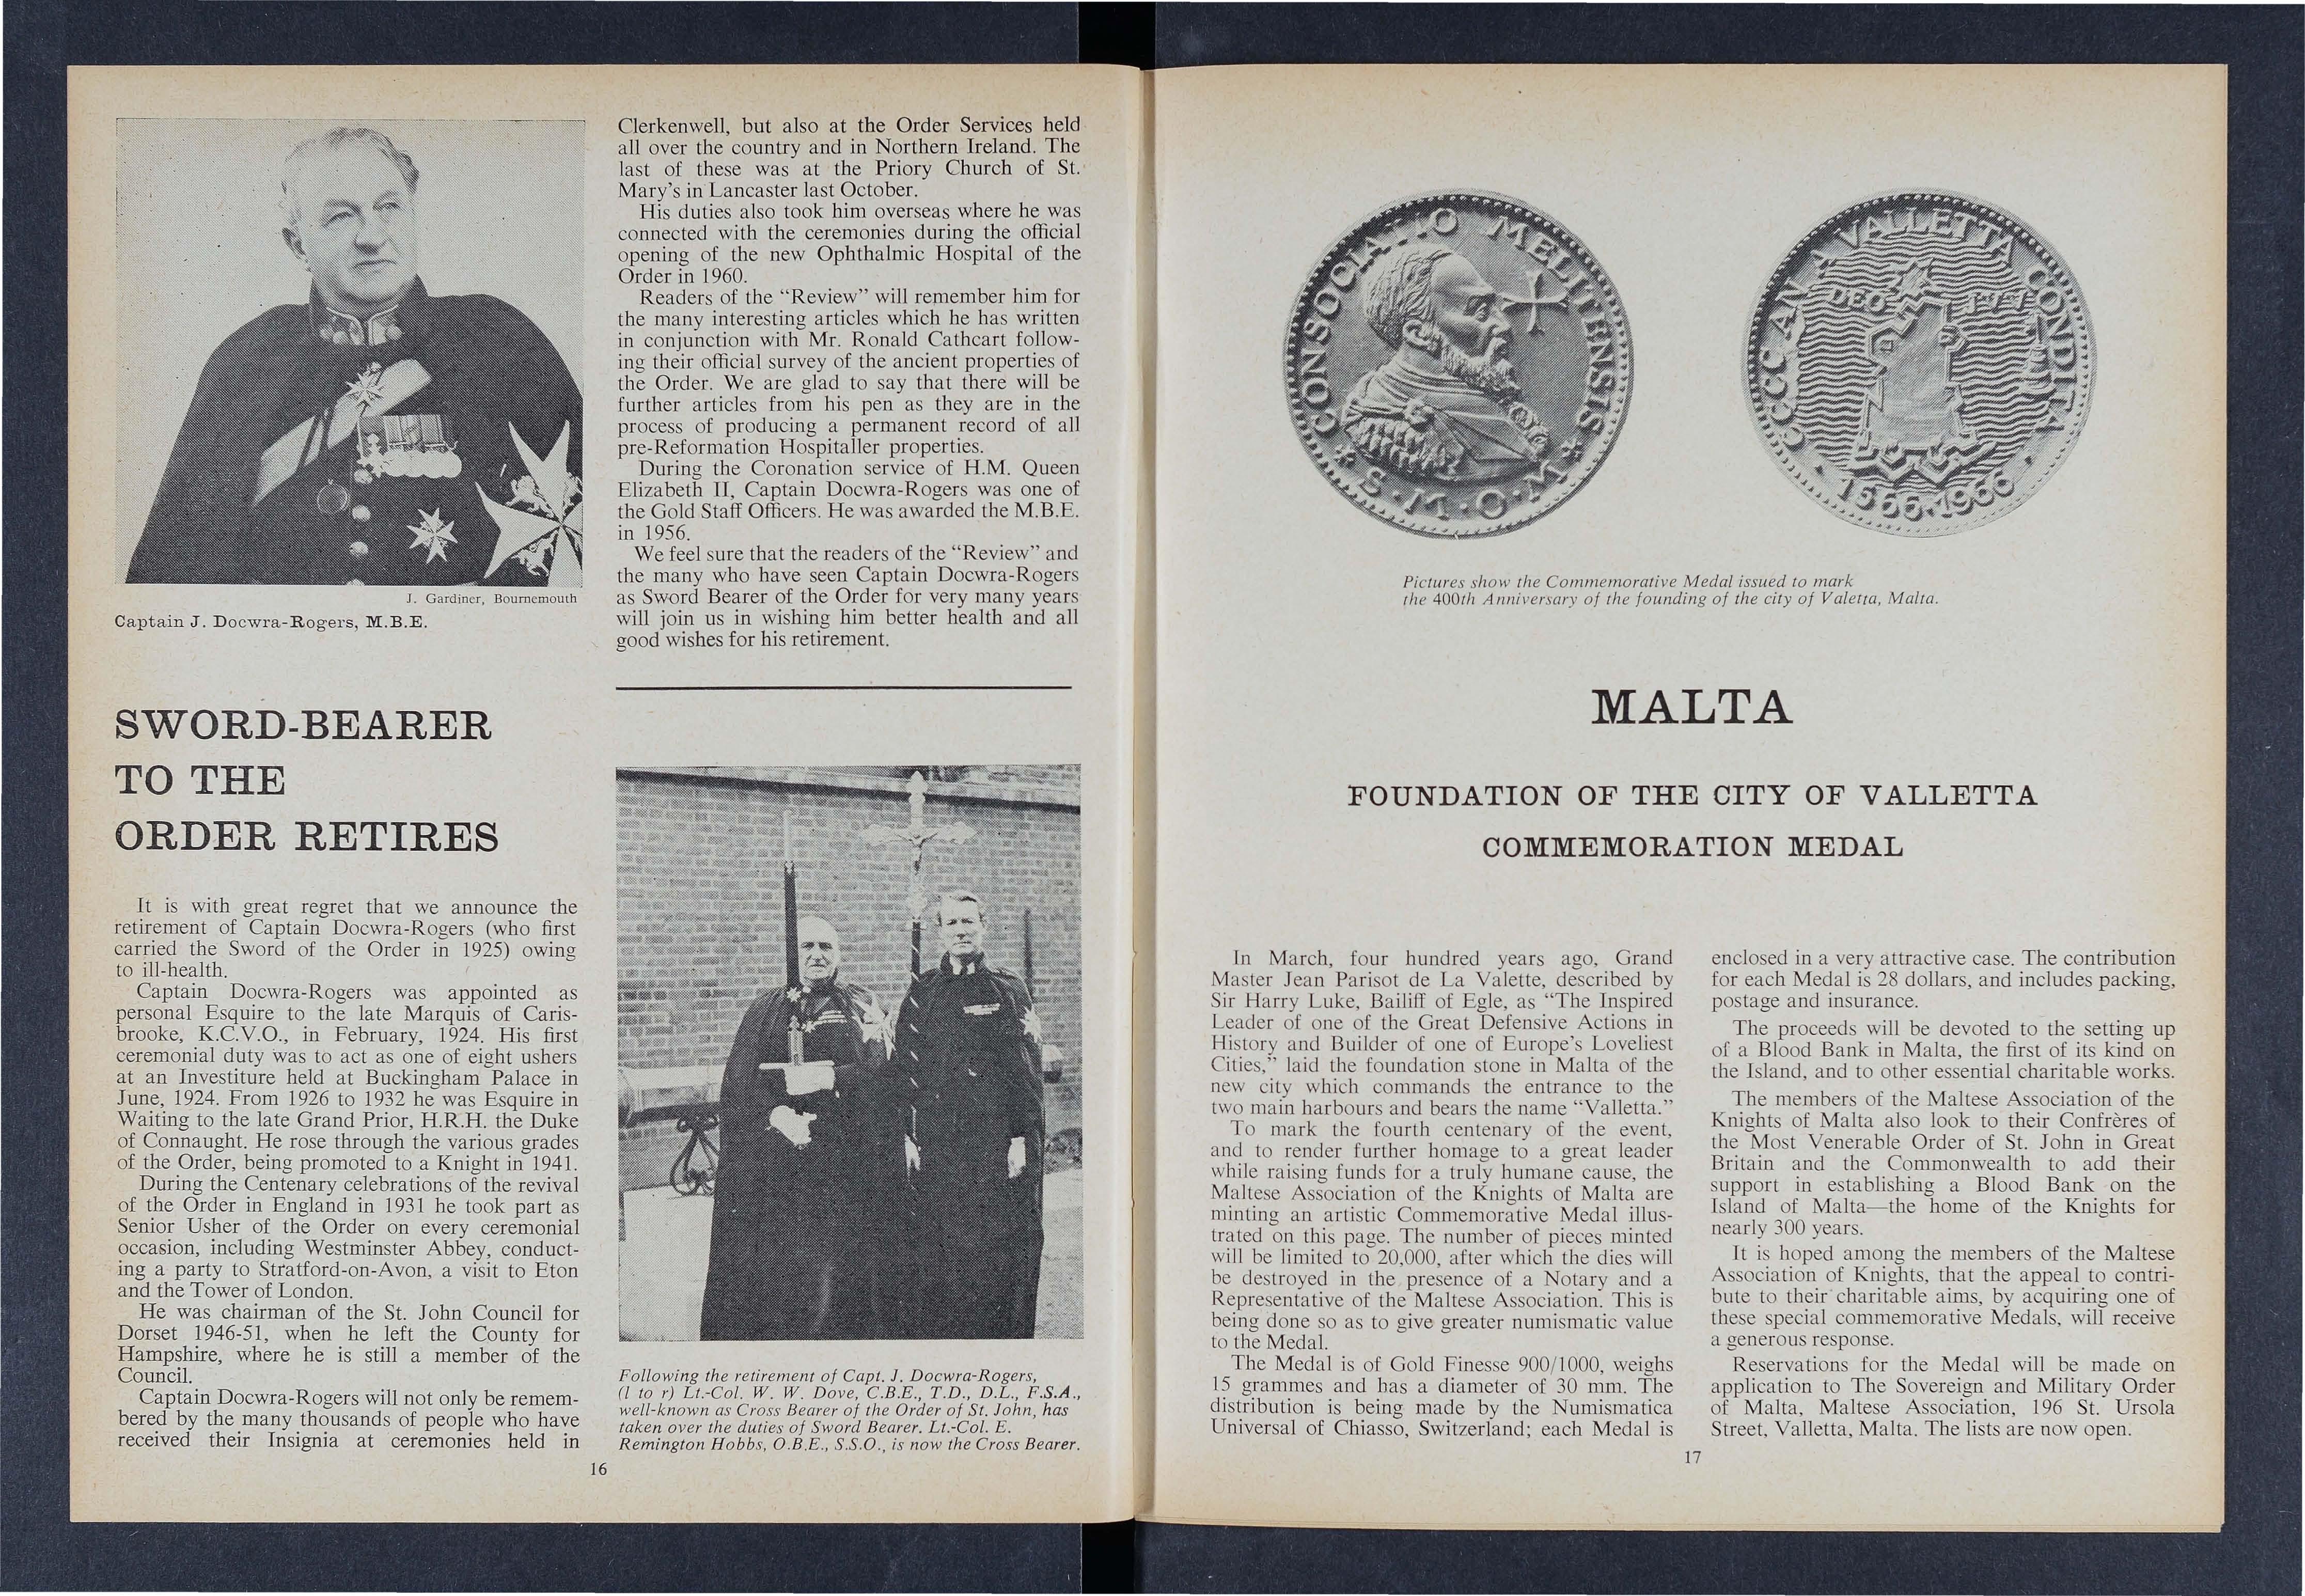 J. Gardiner, Bournemouth
Captain J. Docwra-Rogers, M.B.E.
SWORD-BEARER
TO THE
ORDER RETIRES
It is with great regret that we announce the
retirement of Captain Docwra-Rogers (who first
carried the Sword of the Order in 1925) owing
to ill-health.
Captain Docwra-Rogers was appointed as
personal Esquire to the late Marquis of Caris-
brooke, K.C.V.O., in February, 1924. His first
ceremonial duty was to act as one of eight ushers
at an Investiture held at Buckingham Palace in
June, 1924. From 1926 to 1932 he was Esquire in
Waiting to the late Grand Prior, H.R.H. the Duke
of Connaught. He rose through the various grades
of the Order, being promoted to a Knight in 1941.
During the Centenary celebrations of the revival
of the Order in England in 1931 he took part as
Senior Usher of the Order on every ceremonial
occasion, including Westminster Abbey, conduct-
ing a party to Stratford-on-Avon, a visit to Eton
and the Tower of London.
He was chairman of the St. John Council for
Dorset 1946-51, when he left the County for
Hampshire, where he is still a member of the
Council.
Captain Docwra-Rogers will not only be remem-
bered by the many thousands of people who have
received their Insignia at ceremonies held in
Clerkenwell, but also at the Order Services held
all over the country and in Northern Ireland. The
last of these was at the Priory Church of St.
Mary's in Lancaster last October.
His duties also took him overseas where he was
connected with the ceremonies during the official
opening of the new Ophthalmic Hospital of the
Order in 1960.
Readers of the "Review" will remember him for
the many interesting articles which he has written
in conjunction with Mr. Ronald Cathcart follow-
ing their official survey of the ancient properties of
the Order. We are glad to say that there will be
further articles from his pen as they are in the
process of producing a permanent record of all
pre-Reformation Hospitaller properties.
During the Coronation service of H.M. Queen
Elizabeth II, Captain Docwra-Rogers was one of
the Gold Staff Officers. He was awarded the M.B.E.
in 1956.
We feel sure that the readers of the "Review" and
the many who have seen Captain Docwra-Rogers
as Sword Bearer of the Order for very many years
will join us in wishing him better health and all
good wishes for his retirement.
Following the retirement of Capt. J. Docwra-Rogers,
(l to r) Lt.-Col. W. W. Dove, C.B.E., T.D., D.L., F.S.A.,
well-known as Cross Bearer of the Order of St. John, has
taken over the duties of Sword Bearer. Lt.-Col. E.
Remington Hobbs, O.B.E., S.S.O., is now the Cross Bearer.
16
CONSOCIATIO MELITENSIS
* S · M · O · M *
CCCC AN A VALLETTA CONDITA
DEO
1566·1966
Pictures show the Commemorative Medal issued to mark
the 400th Anniversary of the founding of the city of Valetta, Malta.
MALTA
FOUNDATION OF THE CITY OF VALLETTA
COMMEMORATION MEDAL
In March, four hundred years ago, Grand
Master Jean Parisot de La Valette, described by
Sir Harry Luke, Bailiff of Egle, as "The Inspired
Leader of one of the Great Defensive Actions in
History and Builder of one of Europe's Loveliest
Cities," laid the foundation stone in Malta of the
new city which commands the entrance to the
two main harbours and bears the name "Valletta."
To mark the fourth centenary of the event,
and to render further homage to a great leader
while raising funds for a truly humane cause, the
Maltese Association of the Knights of Malta are
minting an artistic Commemorative Medal illus-
trated on this page. The number of pieces minted
will be limited to 20,000, after which the dies will
be destroyed in the presence of a Notary and a
Representative of the Maltese Association. This is
being done so as to give greater numismatic value
to the Medal.
The Medal is of Gold Finesse 900/1000, weighs
15 grammes and has a diameter of 30 mm. The
distribution is being made by the Numismatica
Universal of Chiasso, Switzerland; each Medal is
enclosed in a very attractive case. The contribution
for each Medal is 28 dollars, and includes packing,
postage and insurance.
The proceeds will be devoted to the setting up
of a Blood Bank in Malta, the first of its kind on
the Island, and to other essential charitable works.
The members of the Maltese Association of the
Knights of Malta also look to their Confrères of
the Most Venerable Order of St. John in Great
Britain and the Commonwealth to add their
support in establishing a Blood Bank on the
Island of Malta—the home of the Knights for
nearly 300 years.
It is hoped among the members of the Maltese
Association of Knights, that the appeal to contri-
bute to their charitable aims, by acquiring one of
these special commemorative Medals, will receive
a generous response.
Reservations for the Medal will be made on
application to The Sovereign and Military Order
of Malta, Maltese Association, 196 St. Ursola
Street, Valletta, Malta. The lists are now open.
17